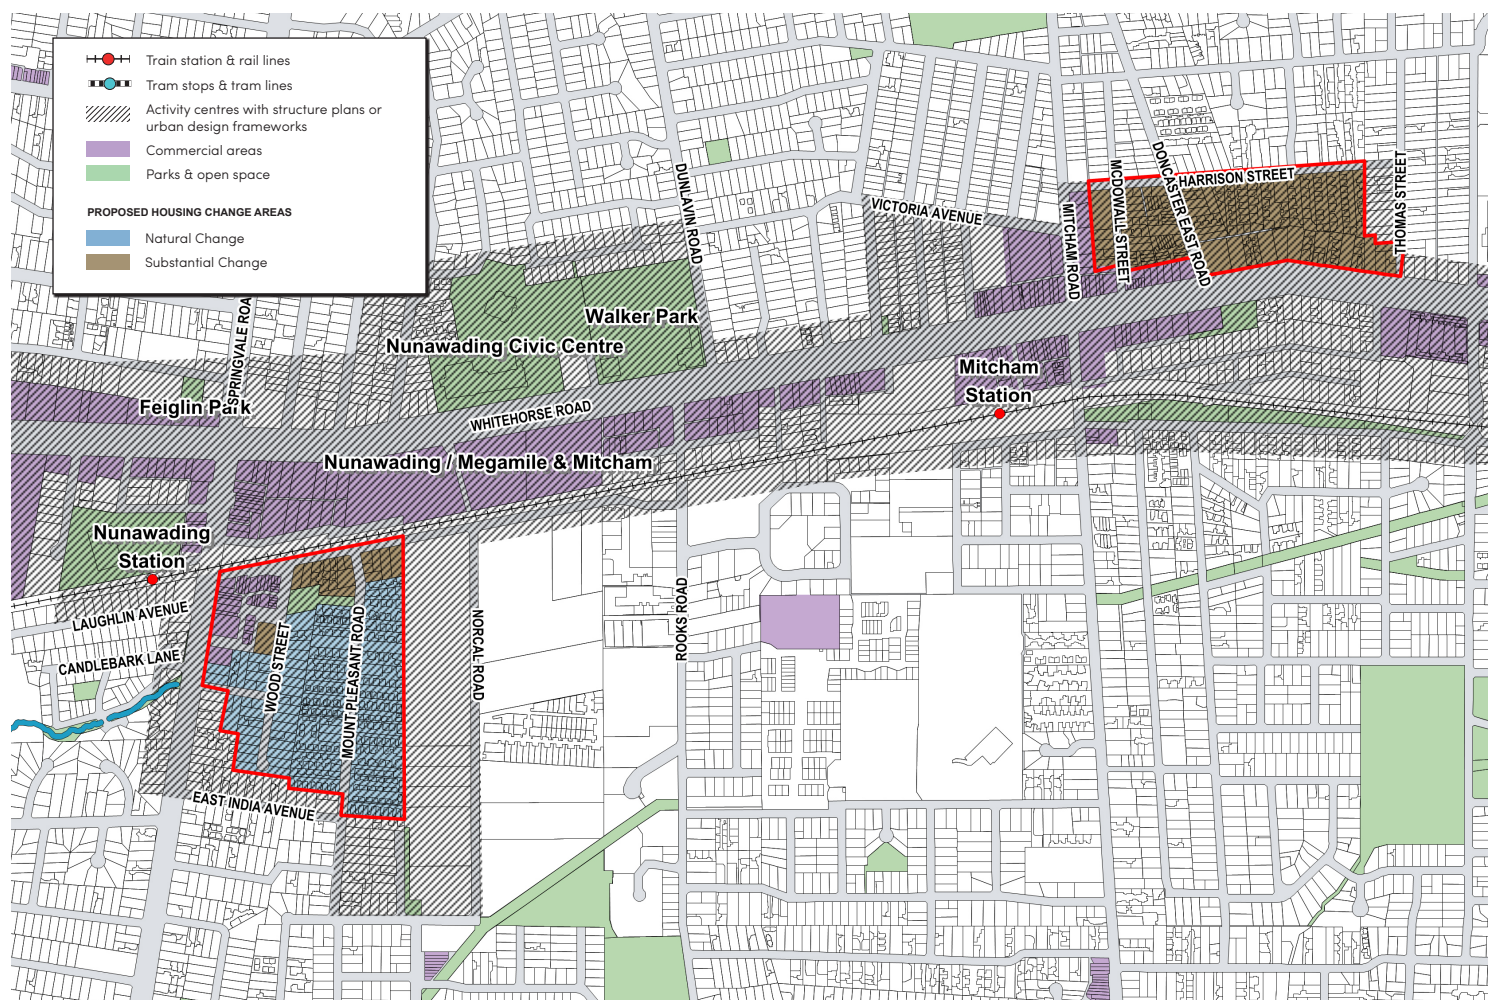 Train station & rail lines
Tram stops & tram lines
Activity centres with structure plans or
urban design frameworks
Commercial areas
Parks & open space
PROPOSED HOUSING CHANGE AREAS
Natural Change
Substantial Change
DUNLAVIN ROAD
VICTORIA AVENUE
MITCHAM ROAD
MCDOWALL STREET
DONCASTER EAST ROAD
HARRISON STREET
THOMAS STREET
SPRINGVALE ROA
Walker Park
Nunawading Civic Centre
Feiglin Park
WHITEHORSE ROAD
Mitcham
Station
Nunawading / Megamile & Mitcham
Nunawading
Station
LAUGHLIN AVENUE
CANDLEBARK LANE
WOOD STREET
MOUNT PLEASANT ROAD
NORCAL ROAD
ROOKS ROAD
EAST INDIA AVENUE